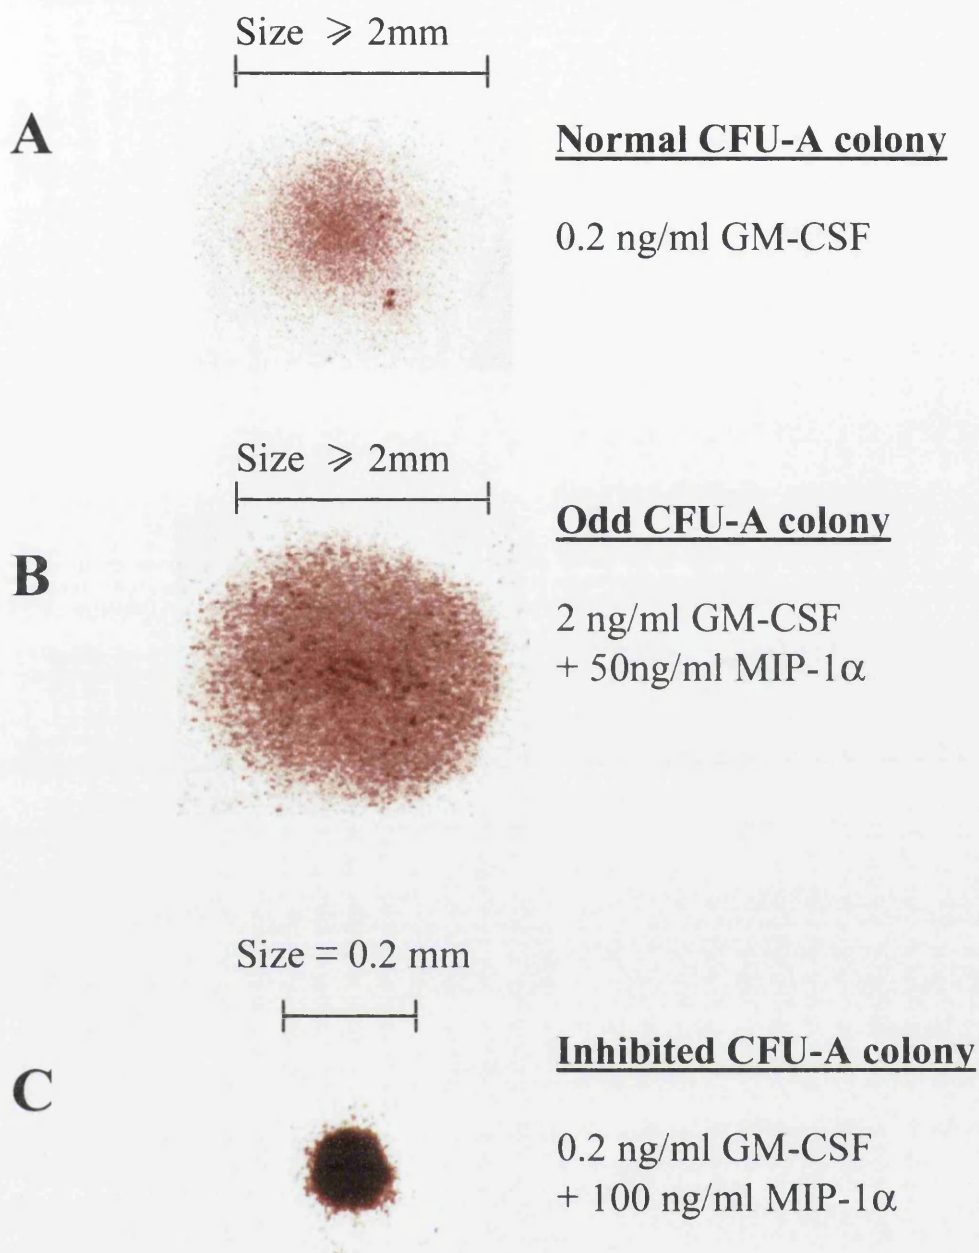 Size ⩾ 2mm
A
Normal CFU-A colony
0.2 ng/ml GM-CSF
Size ⩾ 2mm
B
Odd CFU-A colony
2 ng/ml GM-CSF
+ 50ng/ml MIP-1α
Size = 0.2 mm
C
Inhibited CFU-A colony
0.2 ng/ml GM-CSF
+ 100 ng/ml MIP-1α